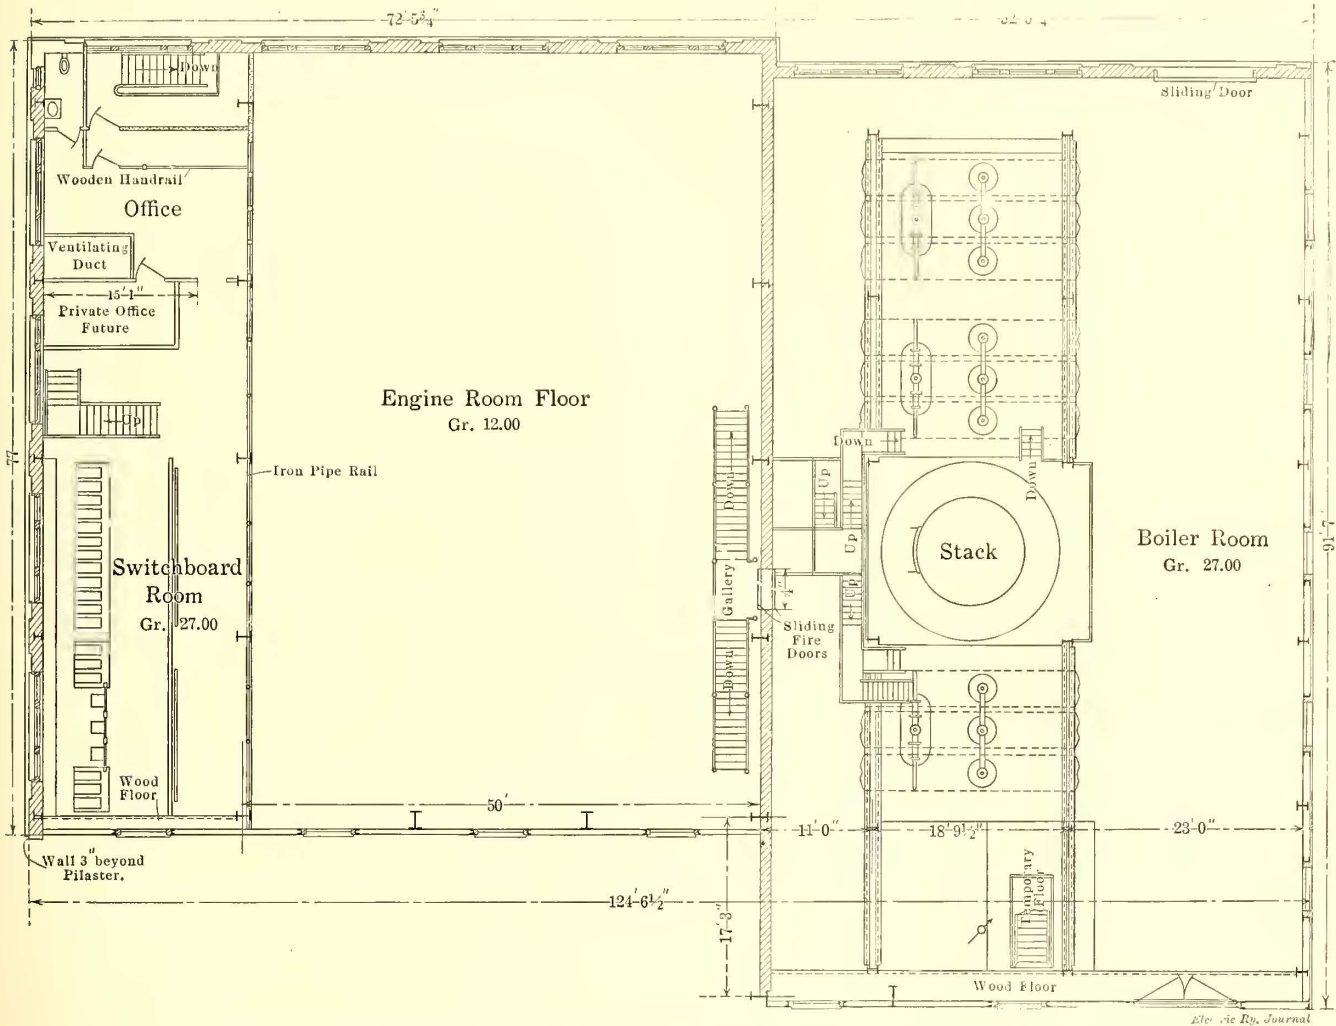 72'5¾"
Sliding Door
Down
Wooden Handrail
Office
Ventilating
Duct
15'1"
Private Office
Future
Up
Engine Room Floor
Gr. 12.00
Iron Pipe Rail
77'
Switchboard
Room
Gr. 27.00
Wood
Floor
Down
Gallery
Down
Sliding
Fire
Doors
Down
Up
Up
Up
Down
Stack
Boiler Room
Gr. 27.00
91'-7"
50'
11'0"
18'9½"
23'0"
Wall 3" beyond
Pilaster.
124'6½"
17'3"
Temporary
Floor
Wood Floor
Ry. Journal